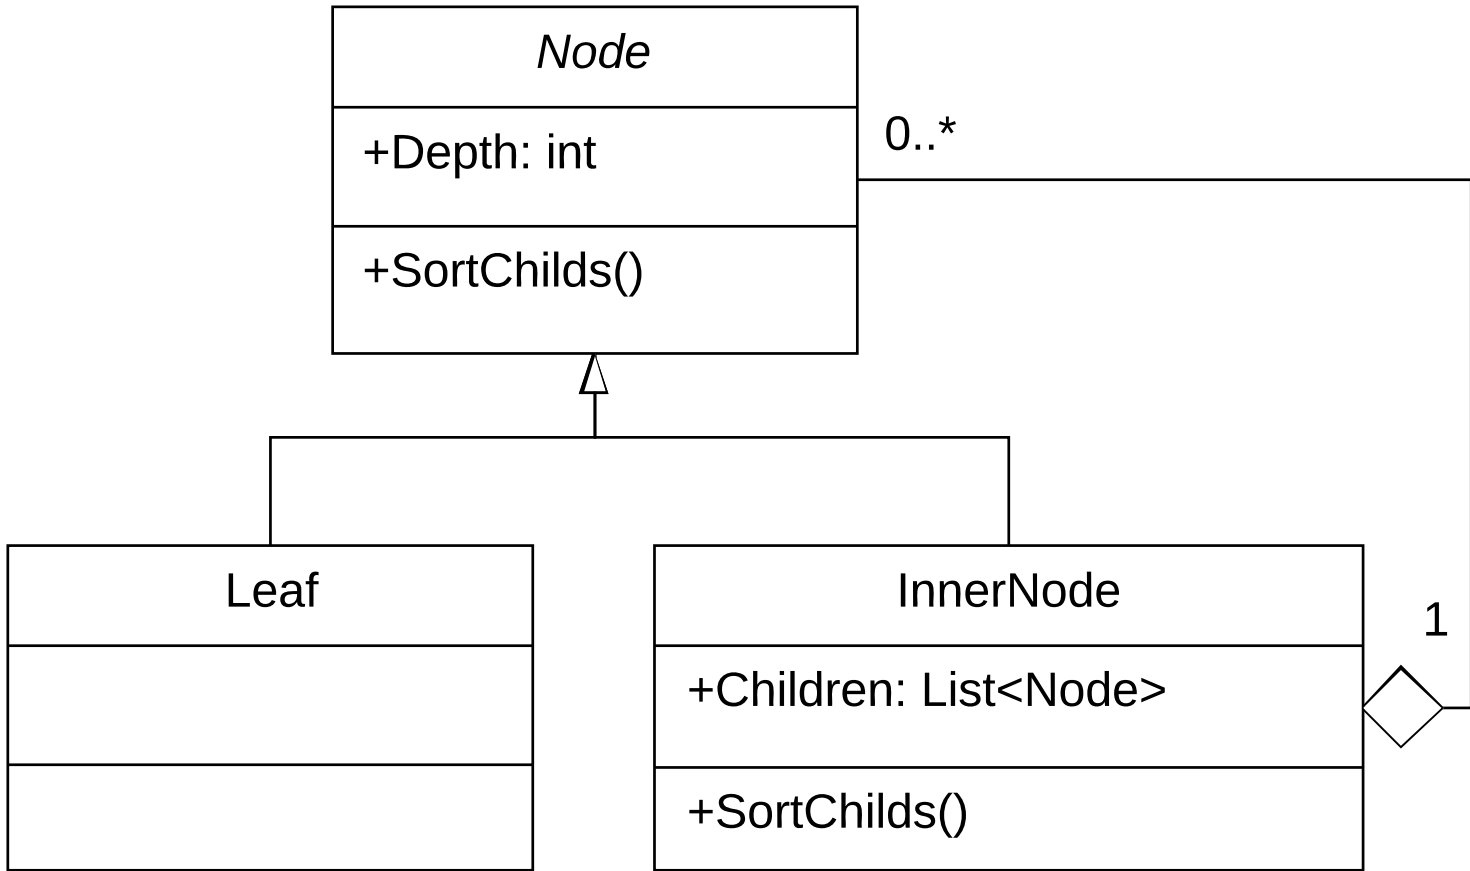 Node
+Depth: int
0..*
+SortChilds()
Leaf
InnerNode
1
+Children: List<Node>
+SortChilds()